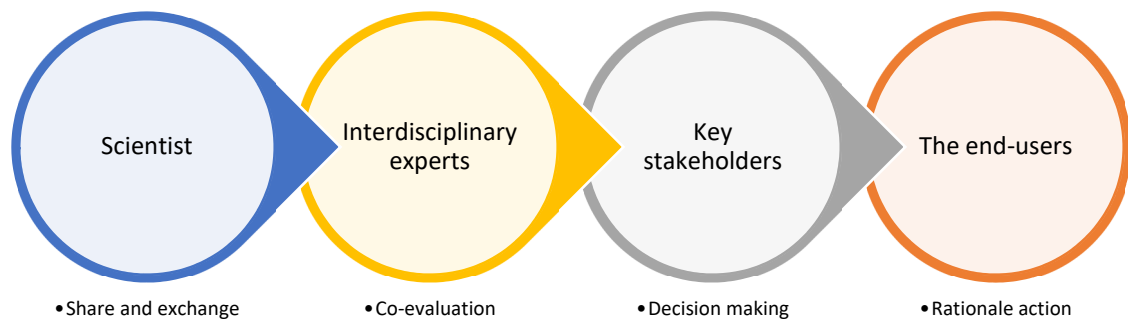 Scientist
Interdisciplinary
experts
Key
stakeholders
The end-users
•Share and exchange
•Co-evaluation
•Decision making
•Rationale action